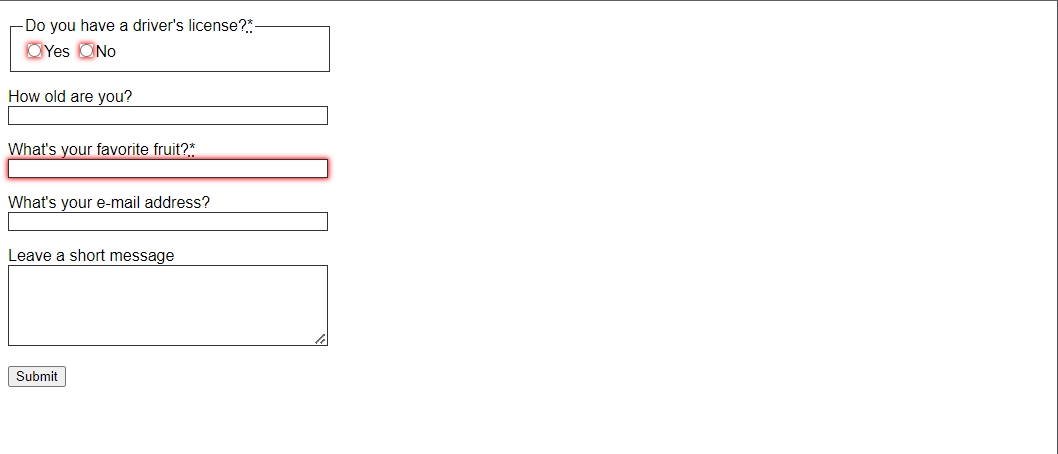 Do you have a driver's license?*
Yes No
How old are you?
What's your favorite fruit?*
What's your e-mail address?
Leave a short message
Submit